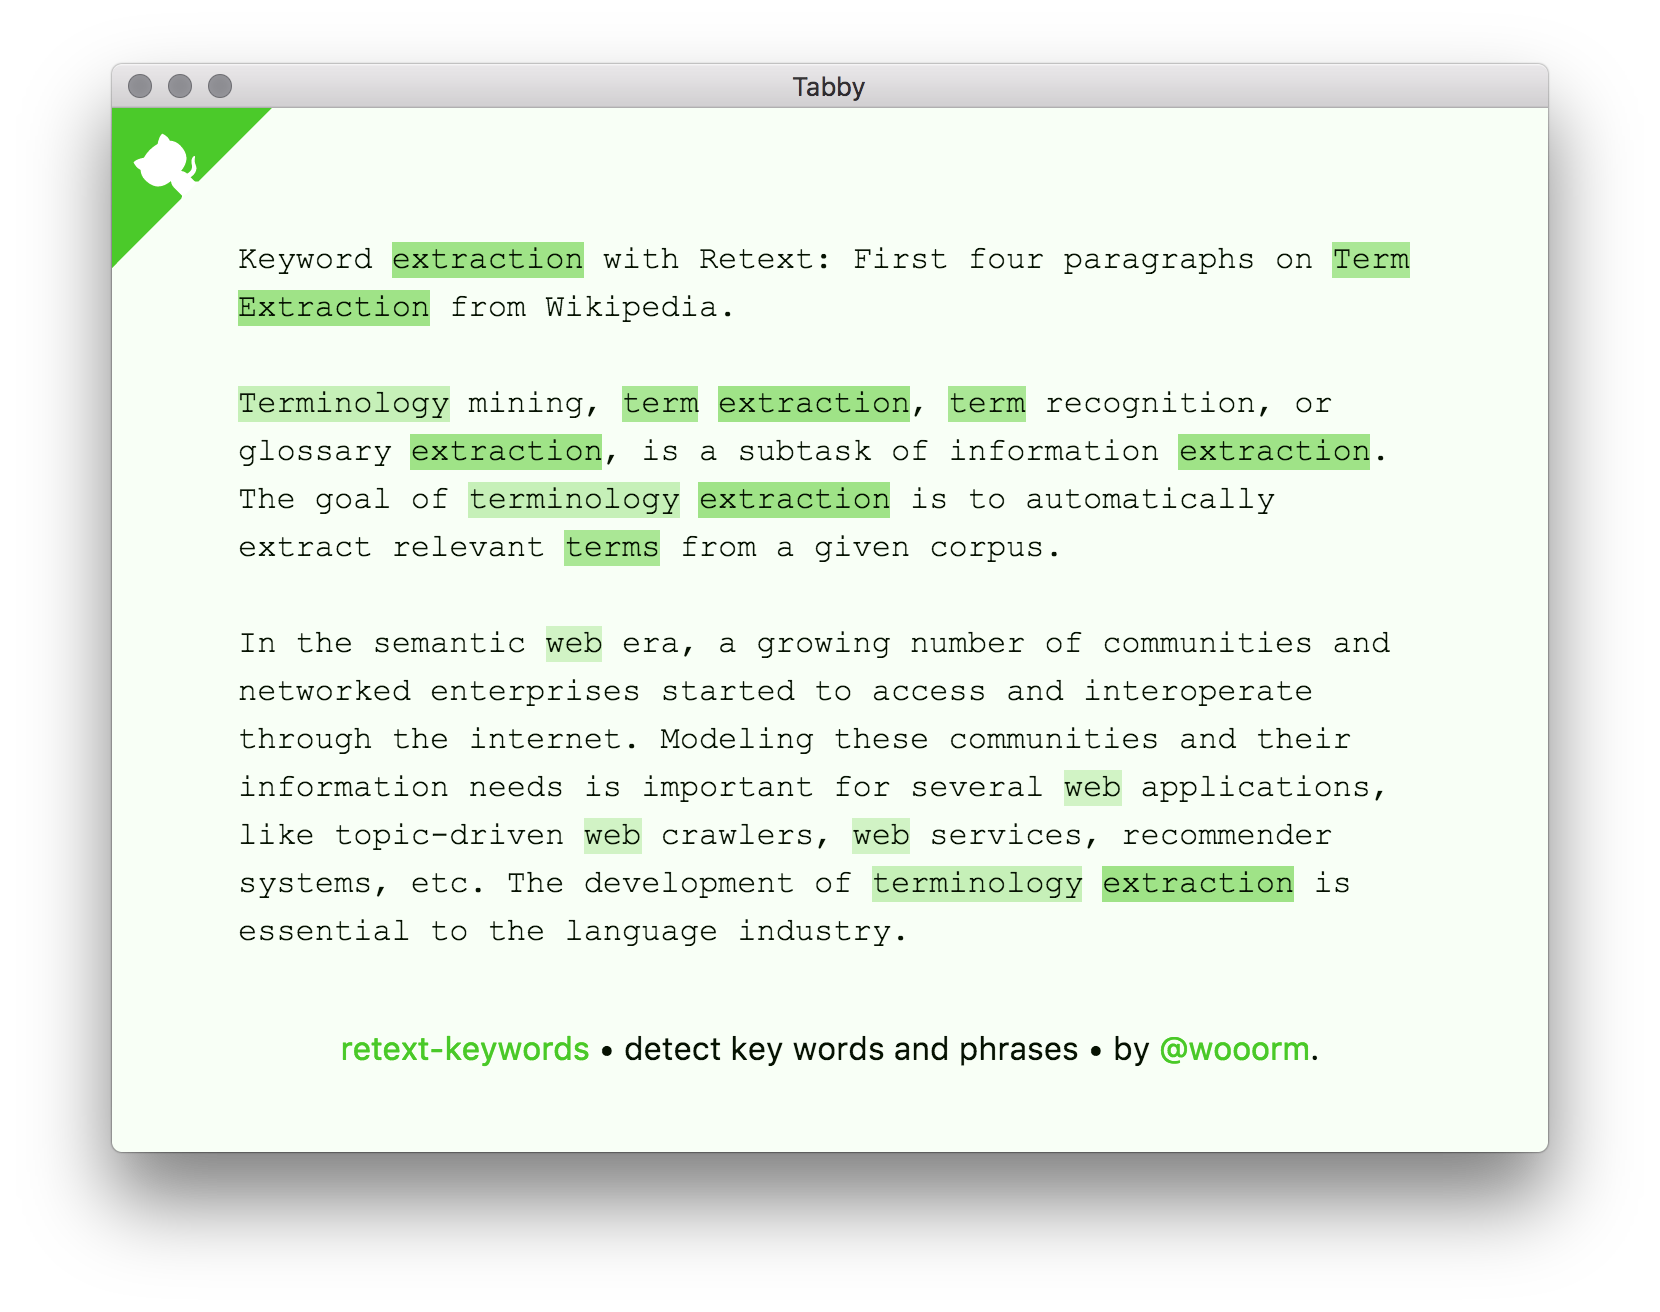 Tabby
Keyword extraction with Retext: First four paragraphs on Term
Extraction from Wikipedia.
Terminology mining, term extraction, term recognition, or
glossary extraction, is a subtask of information extraction.
The goal of terminology extraction is to automatically
extract relevant terms from a given corpus.
In the semantic web era, a growing number of communities and
networked enterprises started to access and interoperate
through the internet. Modeling these communities and their
information needs is important for several web applications,
like topic-driven web crawlers, web services, recommender
systems, etc. The development of terminology extraction is
essential to the language industry.
retext-keywords • detect key words and phrases • by @wooorm.